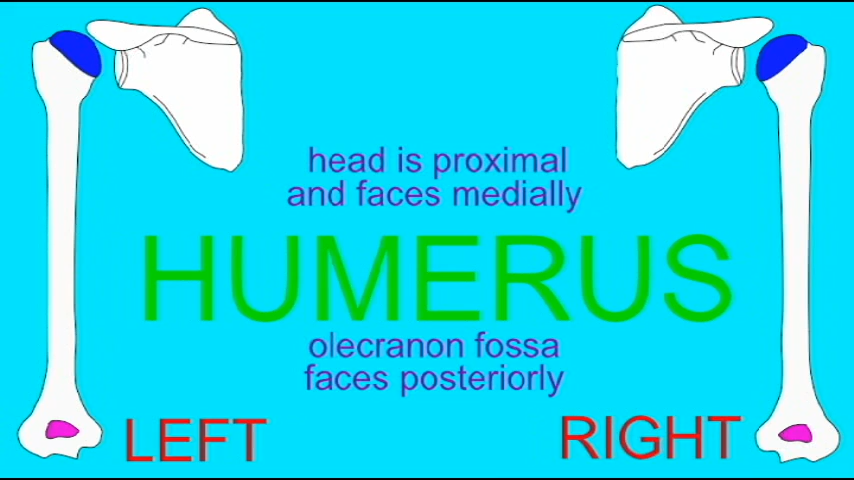 head is proximal
and faces medially
HUMERUS
olecranon fossa
faces posteriorly
LEFT
RIGHT